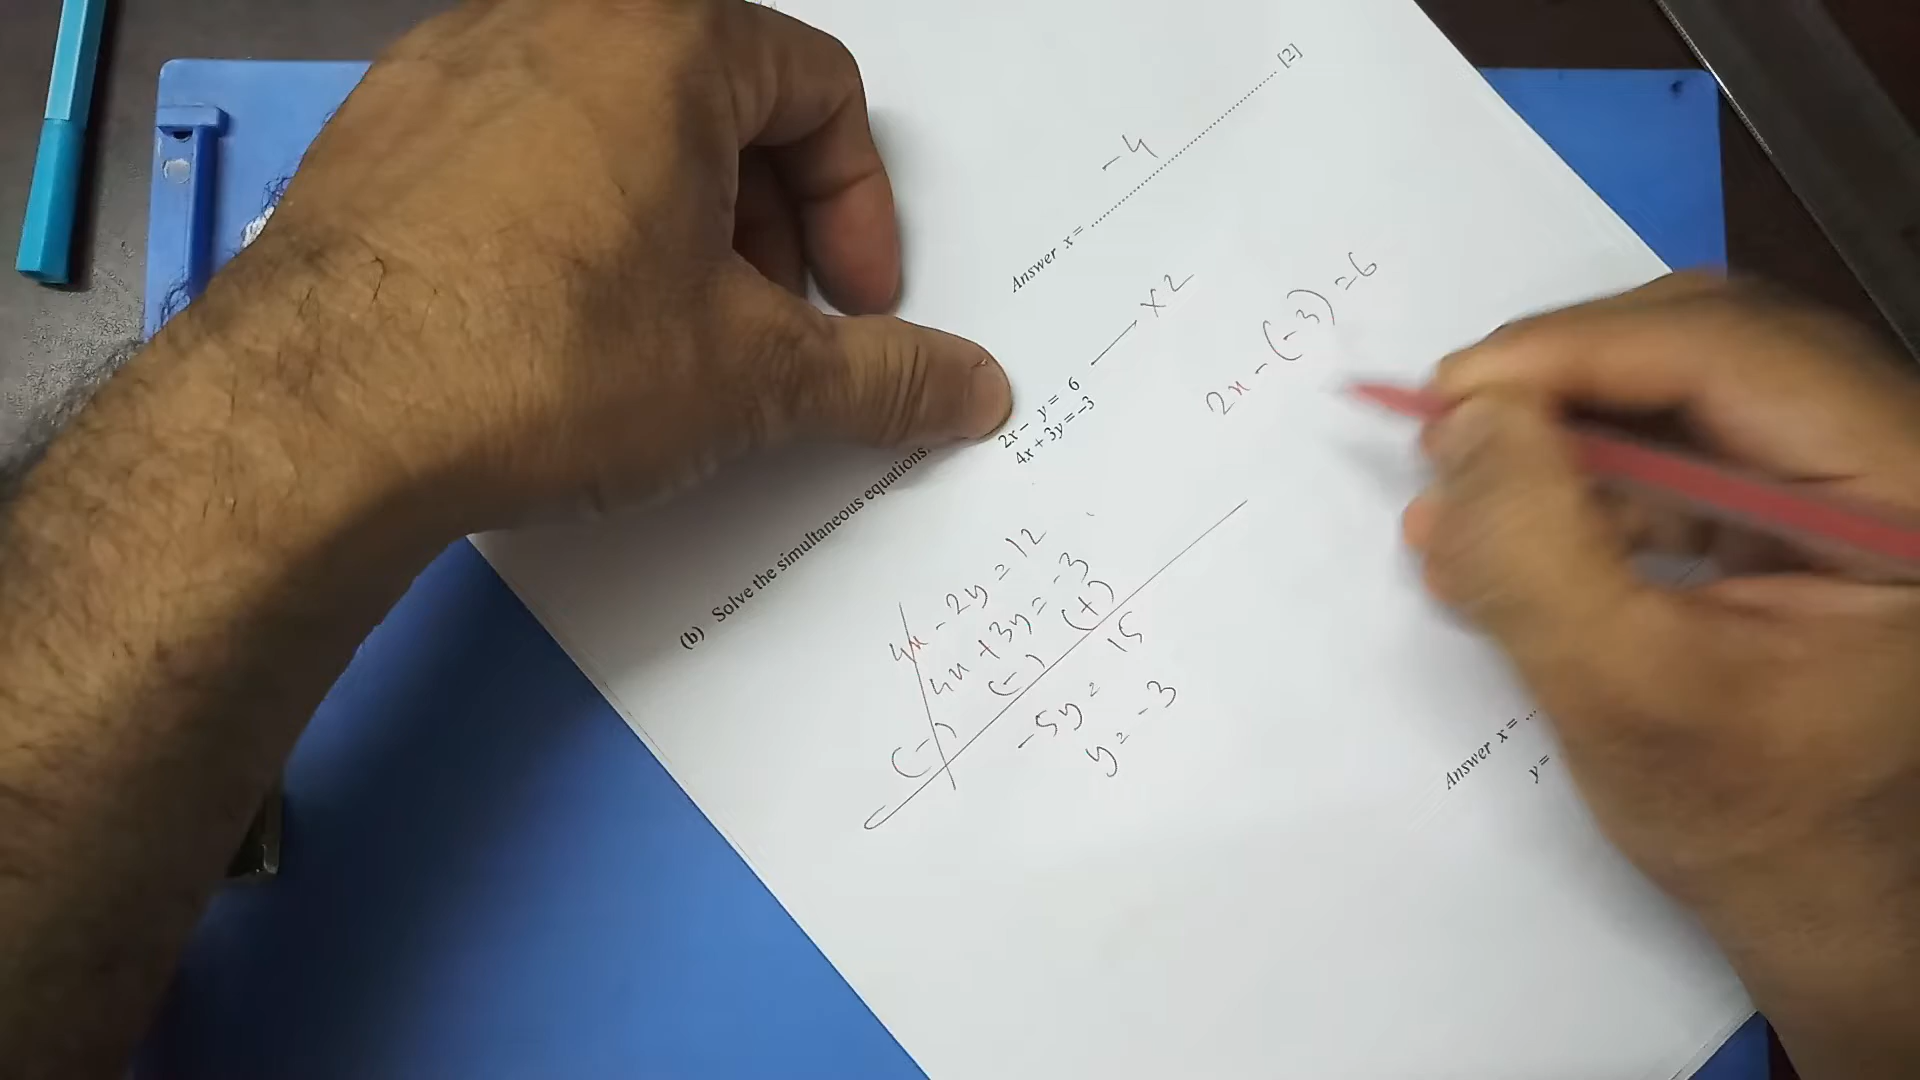 -4
Answer x = ........................ [2]
(b) Solve the simultaneous equations.
2x – y = 6
4x + 3y = –3
× 2
4x - 2y = 12
4x + 3y = -3
(-) (-) (+)
-5y = 15
y = -3
2x - (-3) = 6
Answer x = ...
y =